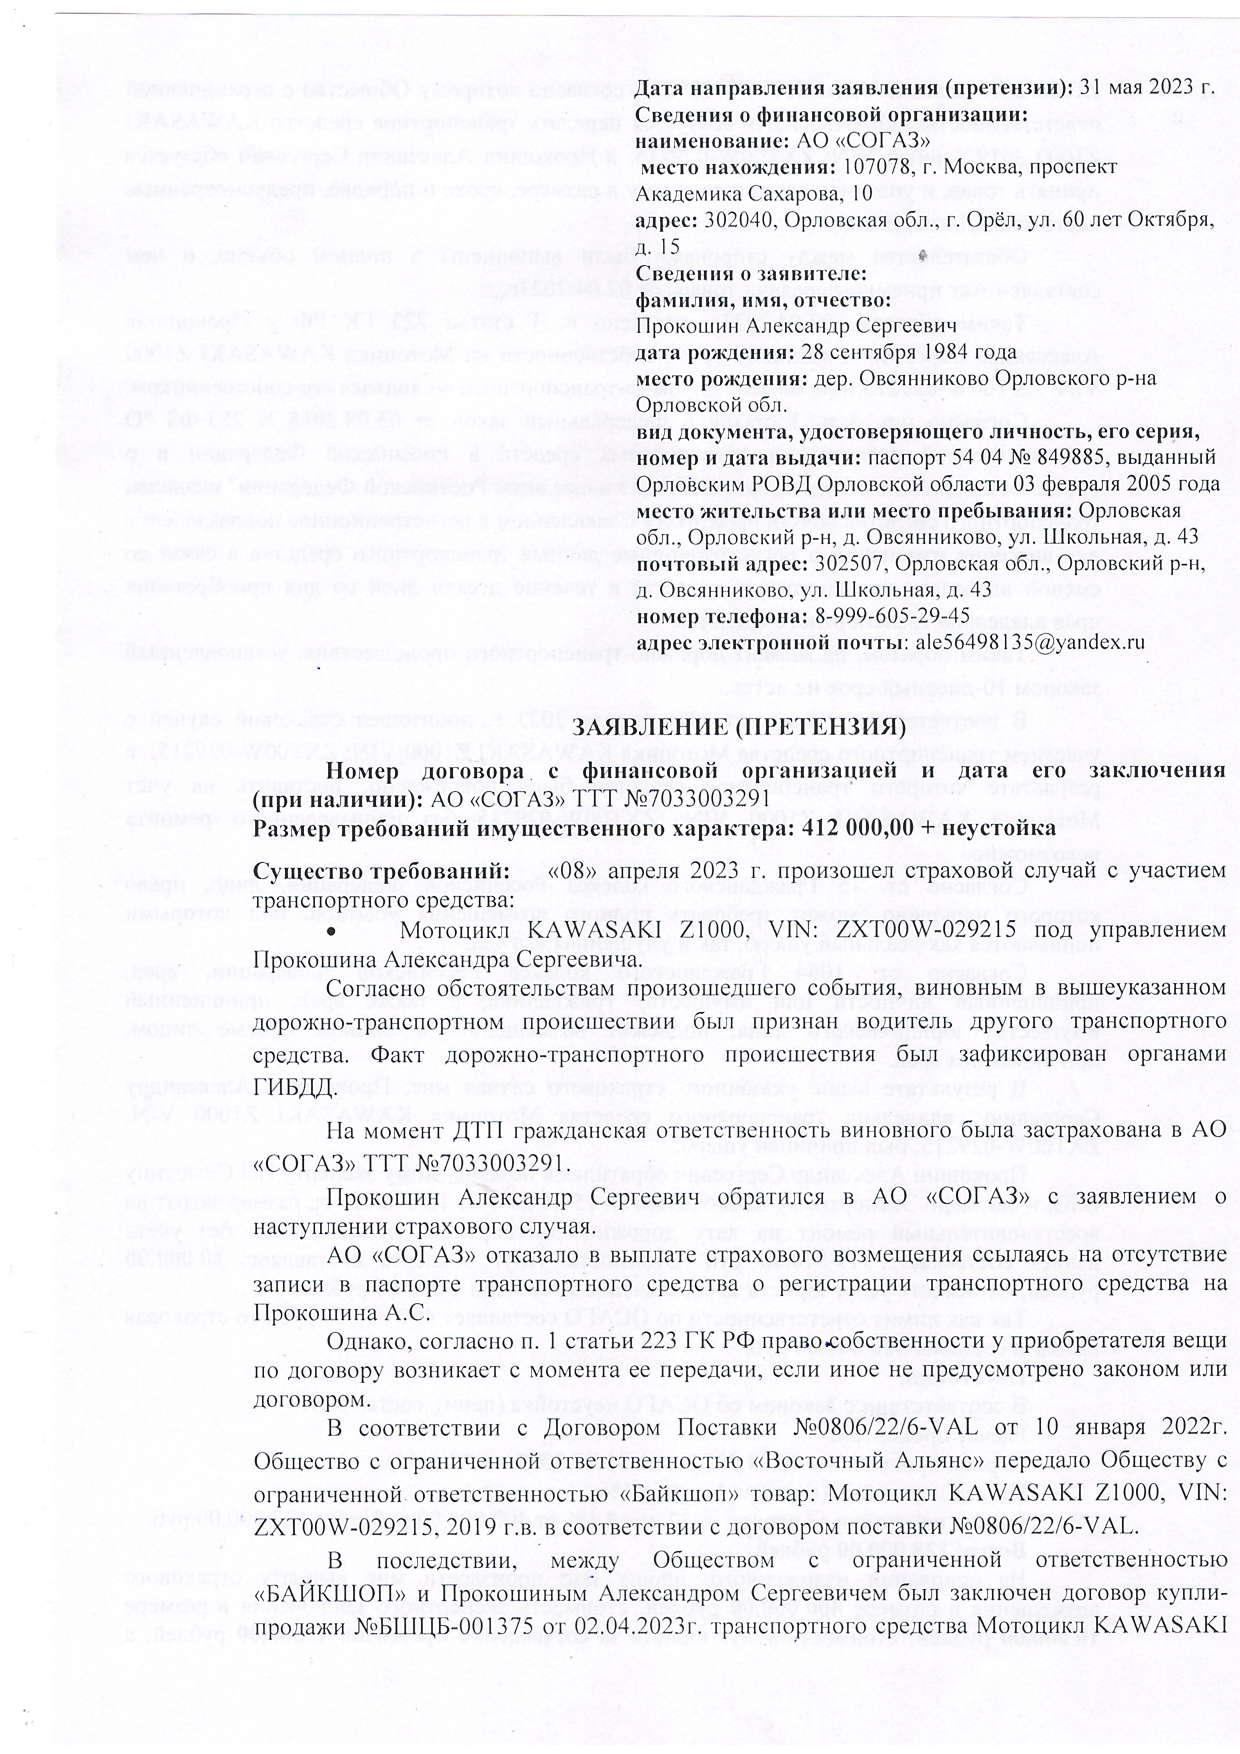 Дата направления заявления (претензии): 31 мая 2023 г.
Сведения о финансовой организации:
наименование: АО «СОГАЗ»
место нахождения: 107078, г. Москва, проспект
Академика Сахарова, 10
адрес: 302040, Орловская обл., г. Орёл, ул. 60 лет Октября,
д. 15
Сведения о заявителе:
фамилия, имя, отчество:
Прокошин Александр Сергеевич
дата рождения: 28 сентября 1984 года
место рождения: дер. Овсянниково Орловского р-на
Орловской обл.
вид документа, удостоверяющего личность, его серия,
номер и дата выдачи: паспорт 54 04 № 849885, выданный
Орловским РОВД Орловской области 03 февраля 2005 года
место жительства или место пребывания: Орловская
обл., Орловский р-н, д. Овсянниково, ул. Школьная, д. 43
почтовый адрес: 302507, Орловская обл., Орловский р-н,
д. Овсянниково, ул. Школьная, д. 43
номер телефона: 8-999-605-29-45
адрес электронной почты: ale56498135@yandex.ru
ЗАЯВЛЕНИЕ (ПРЕТЕНЗИЯ)
Номер договора с финансовой организацией и дата его заключения
(при наличии): АО «СОГАЗ» ТТТ №7033003291
Размер требований имущественного характера: 412 000,00 + неустойка
Существо требований: «08» апреля 2023 г. произошел страховой случай с участием
транспортного средства:
• Мотоцикл KAWASAKI Z1000, VIN: ZXT00W-029215 под управлением
Прокошина Александра Сергеевича.
Согласно обстоятельствам произошедшего события, виновным в вышеуказанном
дорожно-транспортном происшествии был признан водитель другого транспортного
средства. Факт дорожно-транспортного происшествия был зафиксирован органами
ГИБДД.
На момент ДТП гражданская ответственность виновного была застрахована в АО
«СОГАЗ» ТТТ №7033003291.
Прокошин Александр Сергеевич обратился в АО «СОГАЗ» с заявлением о
наступлении страхового случая.
АО «СОГАЗ» отказало в выплате страхового возмещения ссылаясь на отсутствие
записи в паспорте транспортного средства о регистрации транспортного средства на
Прокошина А.С.
Однако, согласно п. 1 статьи 223 ГК РФ право собственности у приобретателя вещи
по договору возникает с момента ее передачи, если иное не предусмотрено законом или
договором.
В соответствии с Договором Поставки №0806/22/6-VAL от 10 января 2022г.
Общество с ограниченной ответственностью «Восточный Альянс» передало Обществу с
ограниченной ответственностью «Байкшоп» товар: Мотоцикл KAWASAKI Z1000, VIN:
ZXT00W-029215, 2019 г.в. в соответствии с договором поставки №0806/22/6-VAL.
В последствии, между Обществом с ограниченной ответственностью
«БАЙКШОП» и Прокошиным Александром Сергеевичем был заключен договор купли-
продажи №БШЦБ-001375 от 02.04.2023г. транспортного средства Мотоцикл KAWASAKI